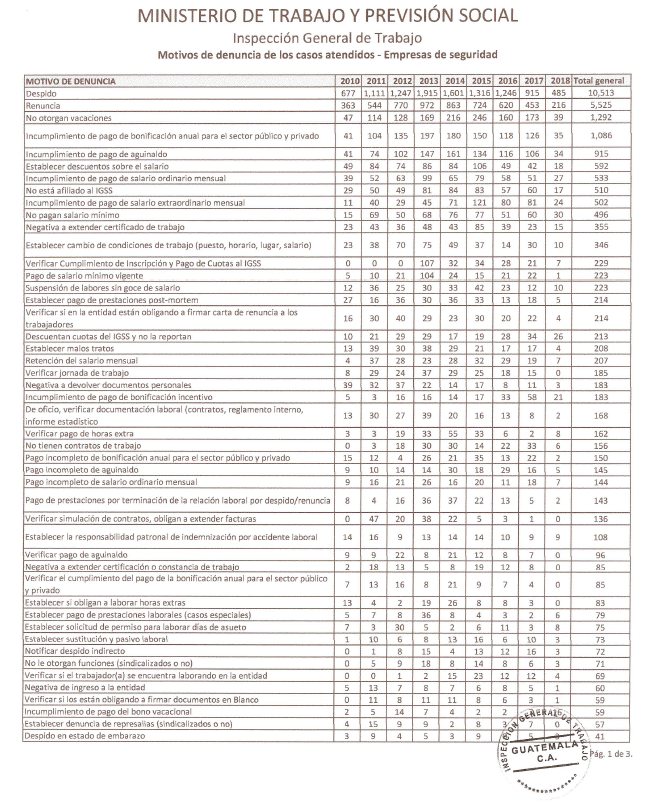 MINISTERIO DE TRABAJO Y PREVISIÓN SOCIAL
Inspección General de Trabajo
Motivos de denuncia de los casos atendidos - Empresas de seguridad
MOTIVO DE DENUNCIA 2010 2011 2012 2013 2014 2015 2016 2017 2018 Total general
Despido 677 1,111 1,247 1,915 1,601 1,316 1,246 915 485 10,513
Renuncia 363 544 770 972 863 724 620 453 216 5,525
No otorgan vacaciones 47 114 128 169 216 246 160 173 39 1,292
Incumplimiento de pago de bonificación anual para el sector público y privado 41 104 135 197 180 150 118 126 35 1,086
Incumplimiento de pago de aguinaldo 41 74 102 147 161 134 116 106 34 915
Establecer descuentos sobre el salario 49 84 74 86 84 106 49 42 18 592
Incumplimiento de pago de salario ordinario mensual 39 52 63 99 65 79 58 51 27 533
No está afiliado al IGSS 29 50 49 81 84 83 57 60 17 510
Incumplimiento de pago de salario extraordinario mensual 11 40 29 45 71 121 80 81 24 502
No pagan salario mínimo 15 69 50 68 76 77 51 60 30 496
Negativa a extender certificado de trabajo 23 43 36 48 43 85 39 23 15 355
Establecer cambio de condiciones de trabajo (puesto, horario, lugar, salario) 23 38 70 75 49 37 14 30 10 346
Verificar Cumplimiento de Inscripción y Pago de Cuotas al IGSS 0 0 0 107 32 34 28 21 7 229
Pago de salario mínimo vigente 5 10 21 104 24 15 21 22 1 223
Suspensión de labores sin goce de salario 12 36 25 30 33 42 23 12 10 223
Establecer pago de prestaciones post-mortem 27 16 36 30 36 33 13 18 5 214
Verificar si en la entidad están obligando a firmar carta de renuncia a los
trabajadores 16 30 40 29 23 30 20 22 4 214
Descuentan cuotas del IGSS y no la reportan 10 21 29 29 17 19 28 34 26 213
Establecer malos tratos 13 39 30 38 29 21 17 17 4 208
Retención del salario mensual 4 37 28 23 28 32 29 19 7 207
Verificar jornada de trabajo 8 29 24 37 29 25 18 15 0 185
Negativa a devolver documentos personales 39 32 37 22 14 17 8 11 3 183
Incumplimiento de pago de bonificación incentivo 5 3 16 16 14 17 33 58 21 183
De oficio, verificar documentación laboral (contratos, reglamento interno,
informe estadístico 13 30 27 39 20 16 13 8 2 168
Verificar pago de horas extra 3 3 19 33 55 33 6 2 8 162
No tienen contratos de trabajo 0 3 18 30 30 14 22 33 6 156
Pago incompleto de bonificación anual para el sector público y privado 15 12 4 26 21 35 13 22 2 150
Pago incompleto de aguinaldo 9 10 14 14 30 18 29 16 5 145
Pago incompleto de salario ordinario mensual 9 16 21 26 16 20 11 18 7 144
Pago de prestaciones por terminación de la relación laboral por despido/renuncia 8 4 16 36 37 22 13 5 2 143
Verificar simulación de contratos, obligan a extender facturas 0 47 20 38 22 5 3 1 0 136
Establecer la responsabilidad patronal de indemnización por accidente laboral 14 16 9 13 14 14 10 9 9 108
Verificar pago de aguinaldo 9 9 22 8 21 12 8 7 0 96
Negativa a extender certificación o constancia de trabajo 2 18 13 5 8 19 12 8 0 85
Verificar el cumplimiento del pago de la bonificación anual para el sector público
y privado 7 13 16 8 21 9 7 4 0 85
Establecer si obligan a laborar horas extras 13 4 2 19 26 8 8 3 0 83
Establecer pago de prestaciones laborales (casos especiales) 5 7 8 36 8 4 3 2 6 79
Establecer solicitud de permiso para laborar días de asueto 7 3 30 5 2 6 11 3 8 75
Establecer sustitución y pasivo laboral 1 10 6 8 13 16 6 10 3 73
Notificar despido indirecto 0 1 8 15 4 13 12 16 3 72
No le otorgan funciones (sindicalizados o no) 0 5 9 18 8 14 8 6 3 71
Verificar si el trabajador(a) se encuentra laborando en la entidad 0 0 1 2 15 23 12 12 4 69
Negativa de ingreso a la entidad 5 13 7 8 7 6 8 5 1 60
Verificar si los están obligando a firmar documentos en Blanco 0 11 8 11 11 8 6 3 1 59
Incumplimiento de pago del bono vacacional 2 5 14 7 4 2 59
Establecer denuncia de represalias (sindicalizados o no) 4 15 9 9 2 8 3 7 0 57
Despido en estado de embarazo 3 9 4 5 3 9 5 3 41
INSPECCIÓN GENERAL DE TRABAJO
GUATEMALA
C.A.
Pág. 1 de 3.